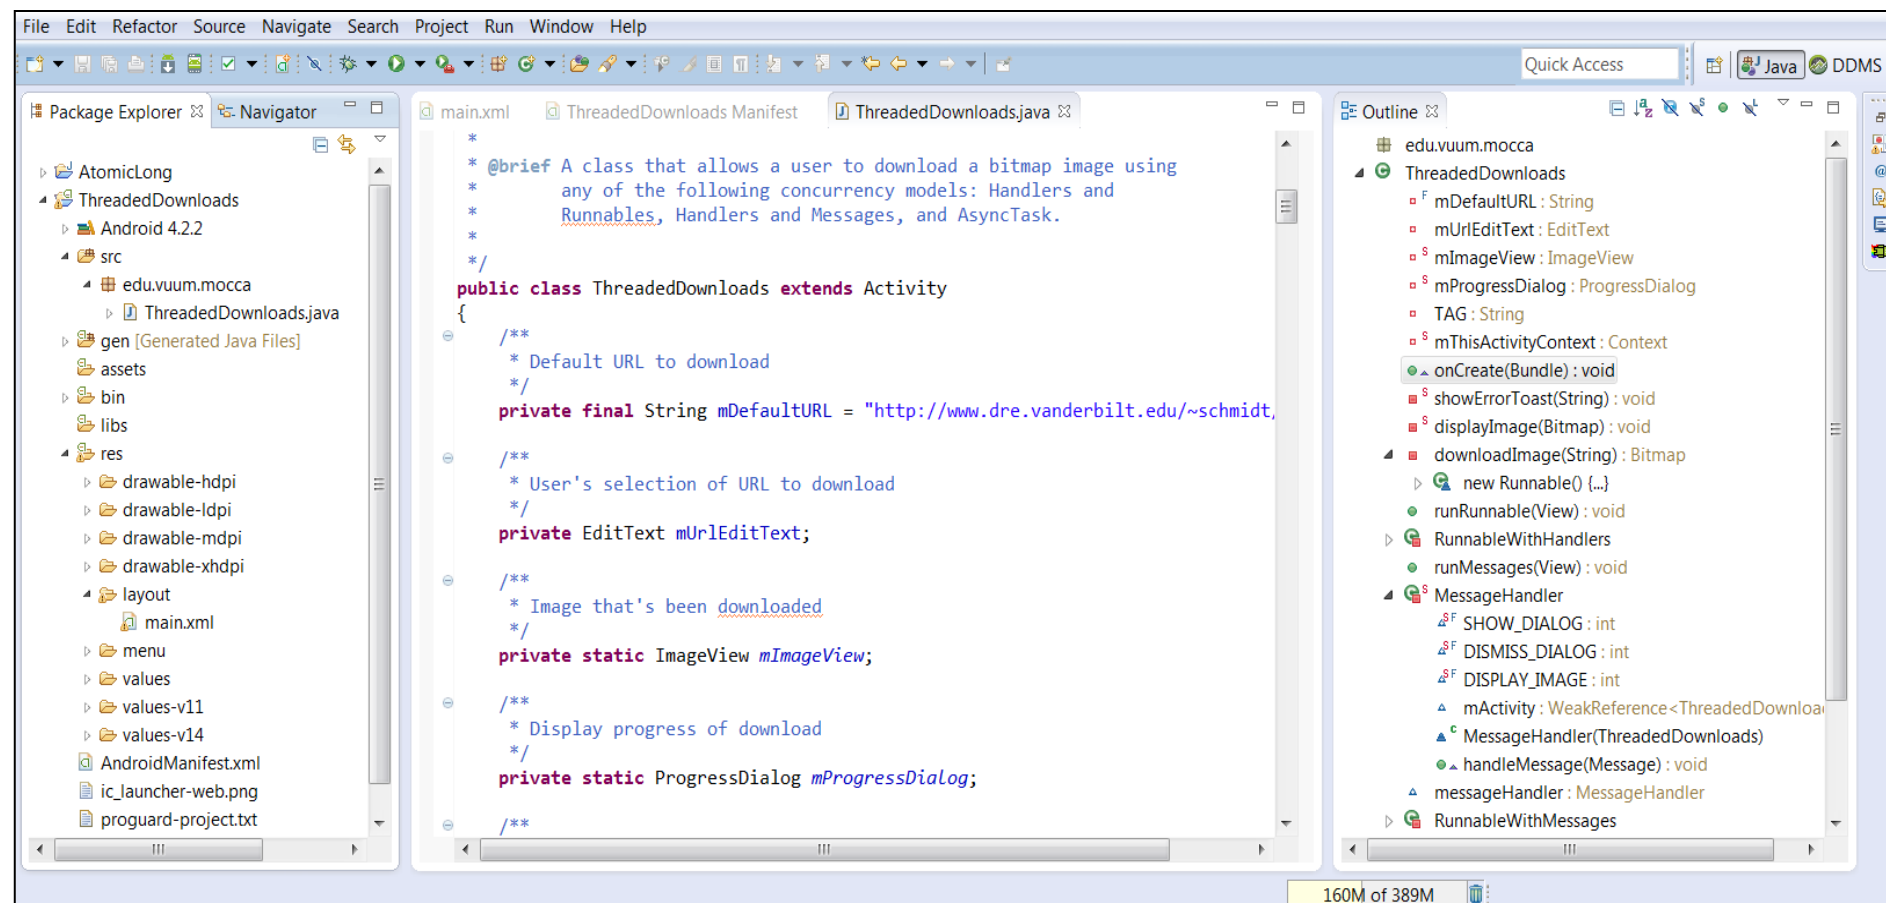 File Edit Refactor Source Navigate Search Project Run Window Help
Quick Access
Java
DDMS
Package Explorer
Navigator
AtomicLong
ThreadedDownloads
Android 4.2.2
src
edu.vuum.mocca
ThreadedDownloads.java
gen [Generated Java Files]
assets
bin
libs
res
drawable-hdpi
drawable-ldpi
drawable-mdpi
drawable-xhdpi
layout
main.xml
menu
values
values-v11
values-v14
AndroidManifest.xml
ic_launcher-web.png
proguard-project.txt
main.xml
ThreadedDownloads Manifest
ThreadedDownloads.java
*
* @brief A class that allows a user to download a bitmap image using
* any of the following concurrency models: Handlers and
* Runnables, Handlers and Messages, and AsyncTask.
*
*/
public class ThreadedDownloads extends Activity
{
/**
* Default URL to download
*/
private final String mDefaultURL = "http://www.dre.vanderbilt.edu/~schmidt/
/**
* User's selection of URL to download
*/
private EditText mUrlEditText;
/**
* Image that's been downloaded
*/
private static ImageView mImageView;
/**
* Display progress of download
*/
private static ProgressDialog mProgressDialog;
/**
Outline
edu.vuum.mocca
ThreadedDownloads
mDefaultURL : String
mUrlEditText : EditText
mImageView : ImageView
mProgressDialog : ProgressDialog
TAG : String
mThisActivityContext : Context
onCreate(Bundle) : void
showErrorToast(String) : void
displayImage(Bitmap) : void
downloadImage(String) : Bitmap
new Runnable() {...}
runRunnable(View) : void
RunnableWithHandlers
runMessages(View) : void
MessageHandler
SHOW_DIALOG : int
DISMISS_DIALOG : int
DISPLAY_IMAGE : int
mActivity : WeakReference<ThreadedDownloa
MessageHandler(ThreadedDownloads)
handleMessage(Message) : void
messageHandler : MessageHandler
RunnableWithMessages
160M of 389M